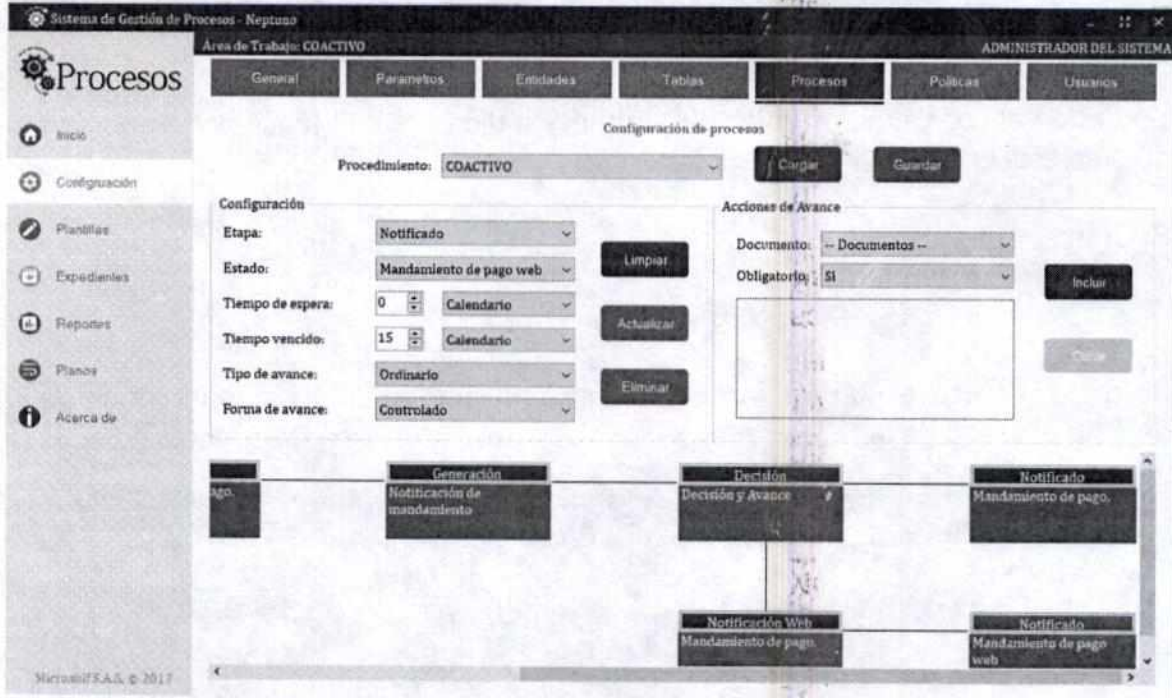 Sistema de Gestión de Procesos - Neptuno
Area de Trabajo: COACTIVO
ADMINISTRADOR DEL SISTEMA
Procesos
General
Parametros
Entidades
Tablas
Procesos
Políticas
Usuarios
Inicio
Configuración
Plantillas
Expedientes
Reportes
Planos
Acerca de
Configuración de procesos
Procedimiento: COACTIVO
Cargar
Guardar
Configuración
Etapa: Notificado
Estado: Mandamiento de pago web
Tiempo de espera: 0 Calendario
Tiempo vencido: 15 Calendario
Tipo de avance: Ordinario
Forma de avance: Controlado
Limpiar
Actualizar
Eliminar
Acciones de Avance
Documento: -- Documentos --
Obligatorio: SI
Incluir
ago.
Generación
Notificación de
mandamiento
Decisión
Decisión y Avance
Notificado
Mandamiento de pago.
Notificación Web
Mandamiento de pago.
Notificado
Mandamiento de pago
web
S.A.S. © 2017